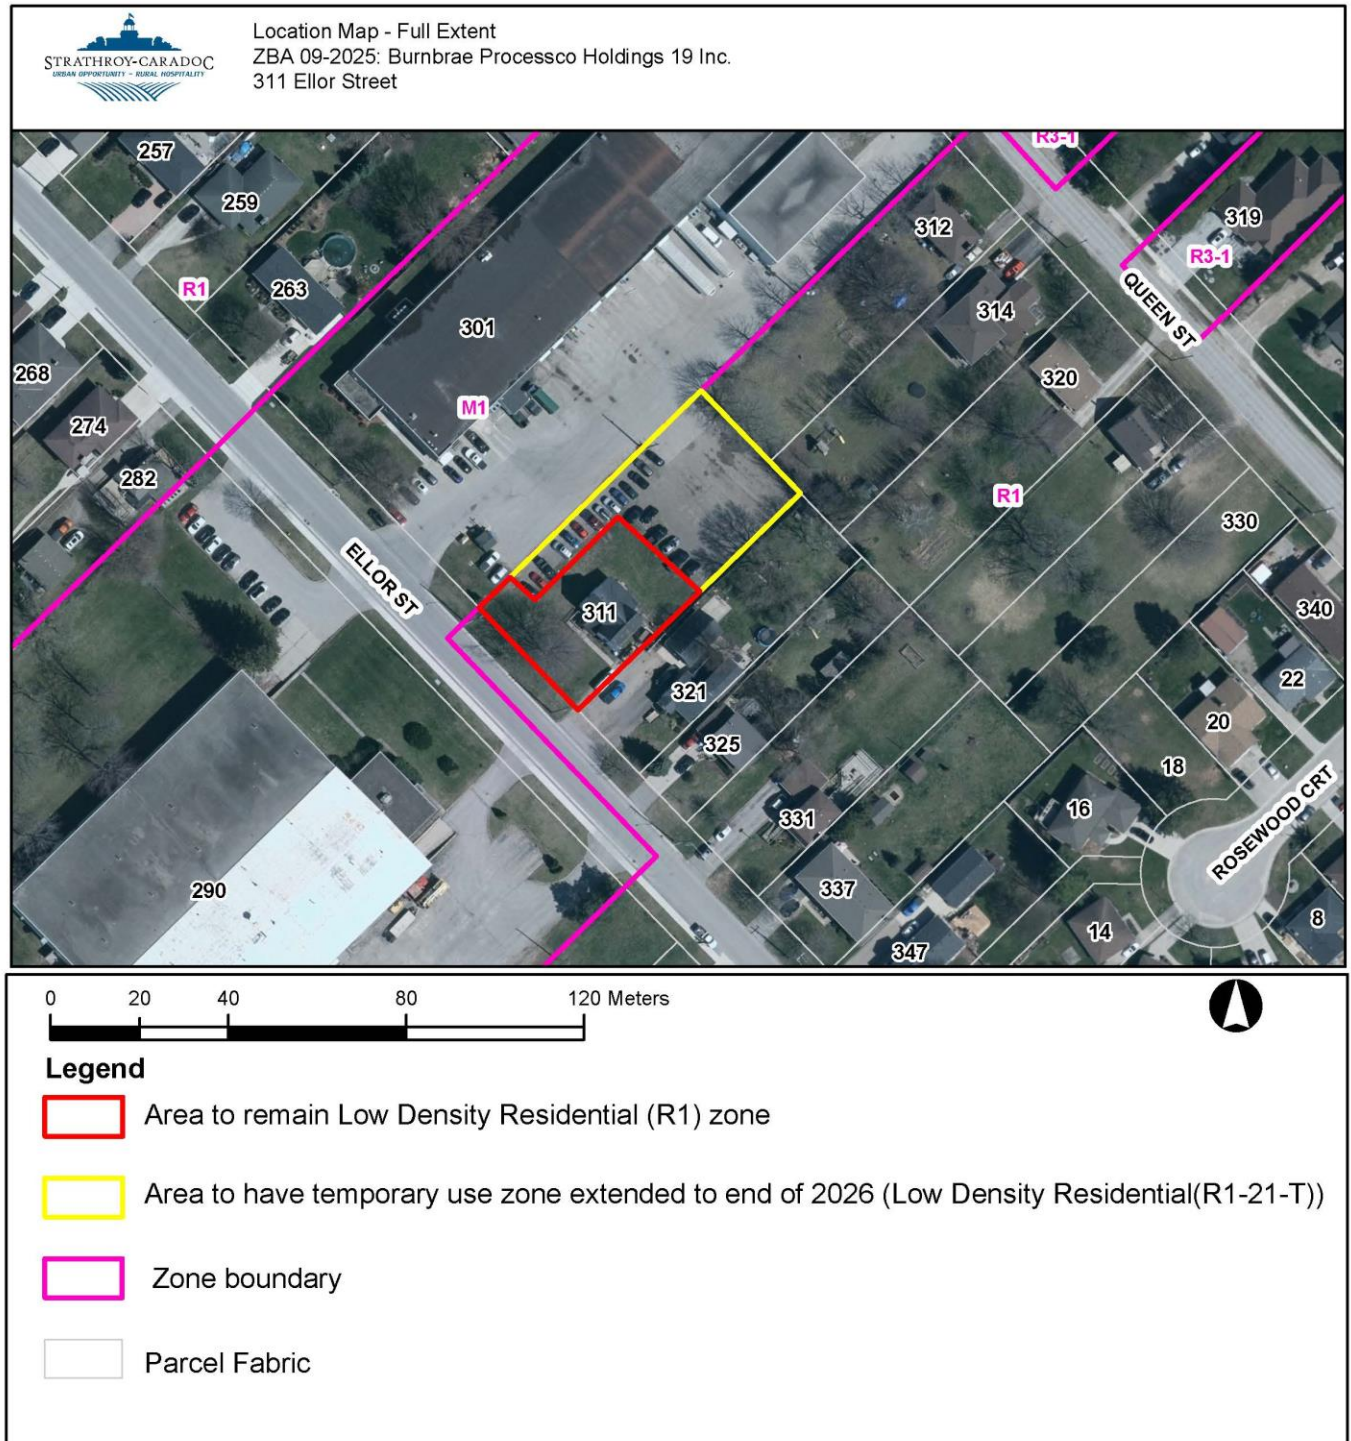 STRATHROY-CARADOC
URBAN OPPORTUNITY ~ RURAL HOSPITALITY
Location Map - Full Extent
ZBA 09-2025: Burnbrae Processco Holdings 19 Inc.
311 Ellor Street
257
259
R1
263
268
274
282
301
M1
312
314
320
R3-1
319
R3-1
QUEEN ST
R1
330
340
22
20
18
16
14
8
ROSEWOOD CRT
ELLOR ST
311
321
325
331
337
347
290
0 20 40 80 120 Meters
Legend
Area to remain Low Density Residential (R1) zone
Area to have temporary use zone extended to end of 2026 (Low Density Residential(R1-21-T))
Zone boundary
Parcel Fabric